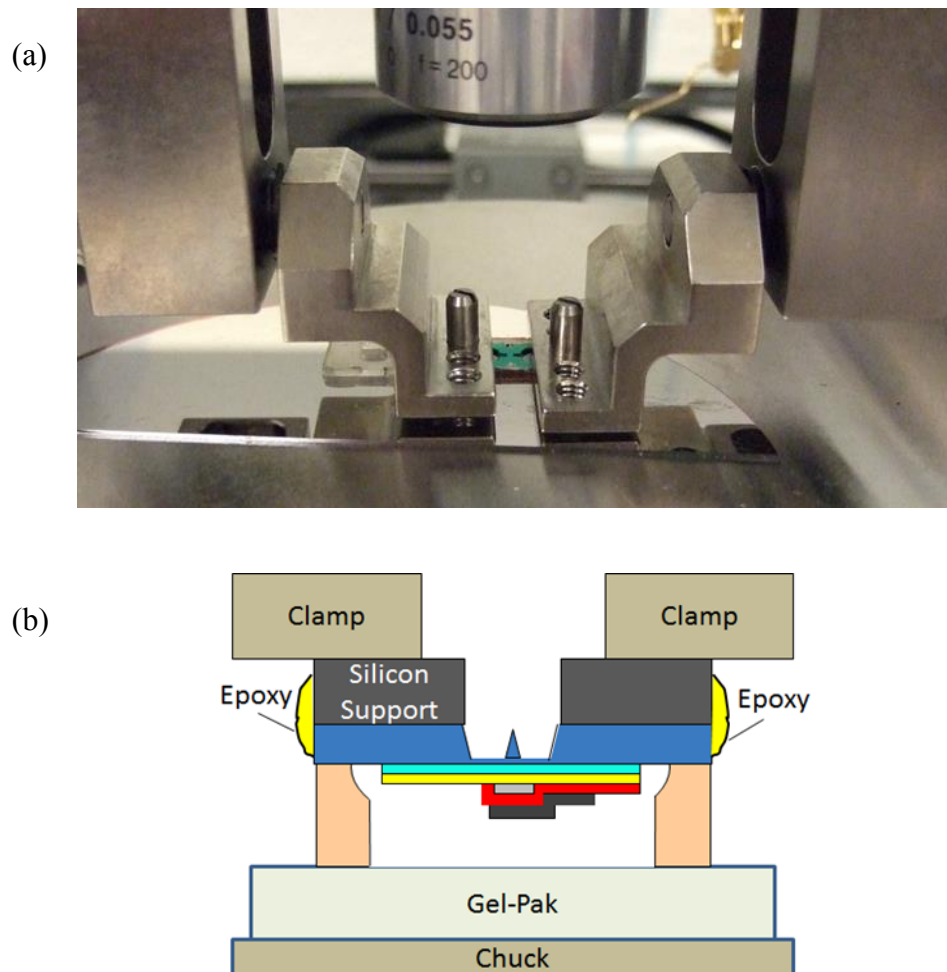 (a)
/ 0.055
f = 200
(b)
Clamp
Clamp
Silicon
Support
Epoxy
Epoxy
Gel-Pak
Chuck